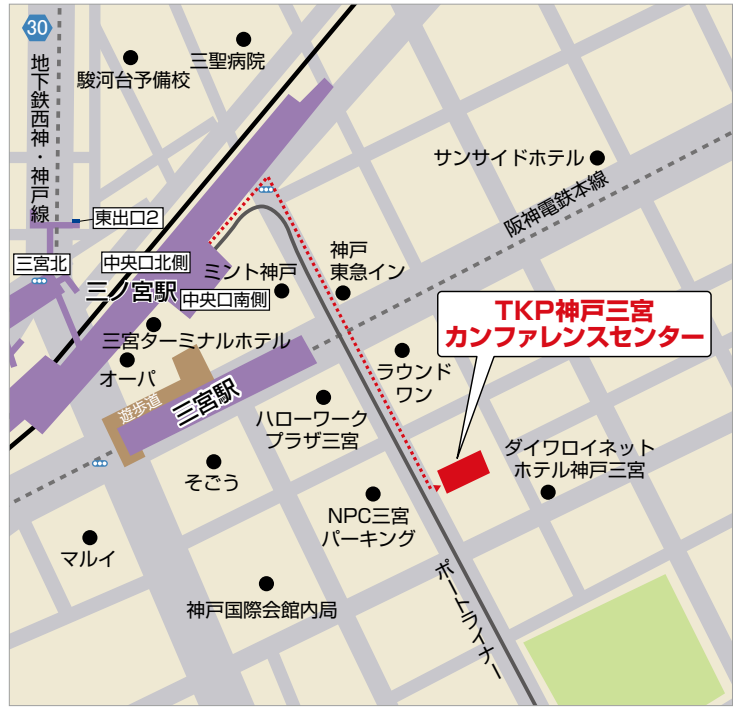 30
地下鉄西神・神戸線
三聖病院
駿河台予備校
サンサイドホテル
阪神電鉄本線
東出口2
三宮北
中央口北側
三ノ宮駅
ミント神戸
中央口南側
神戸
東急イン
TKP神戸三宮
カンファレンスセンター
三宮ターミナルホテル
オーパ
ラウンド
ワン
遊歩道
三宮駅
ハローワーク
プラザ三宮
ダイワロイネット
ホテル神戸三宮
そごう
NPC三宮
パーキング
マルイ
神戸国際会館内局
ポートライナー